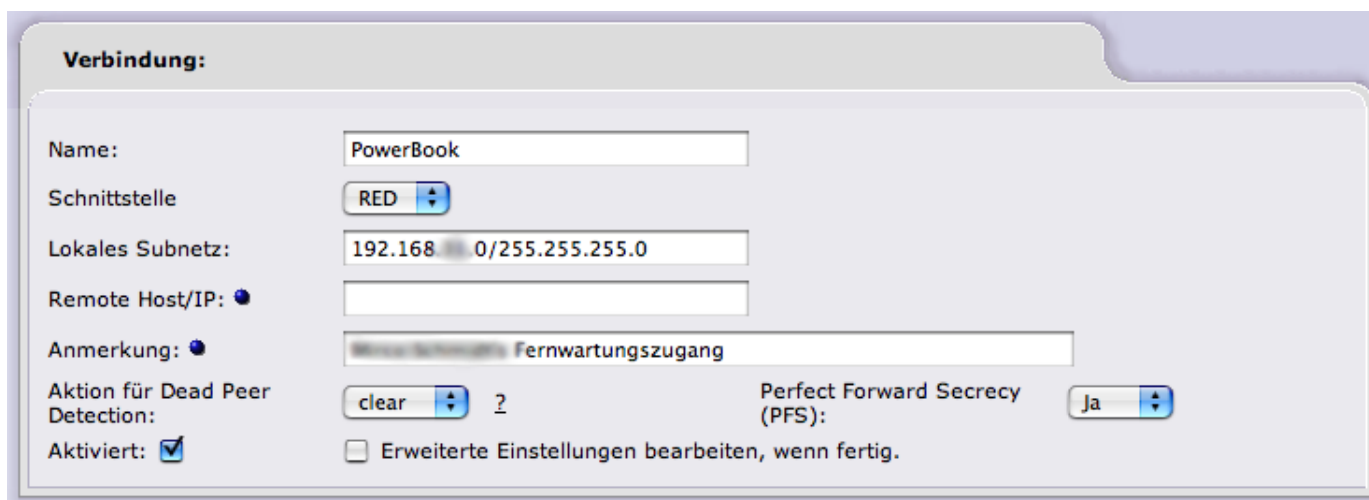 Verbindung:
Name: PowerBook
Schnittstelle RED
Lokales Subnetz: 192.168. .0/255.255.255.0
Remote Host/IP:
Anmerkung: Fernwartungszugang
Aktion für Dead Peer Detection: clear ? Perfect Forward Secrecy (PFS): Ja
Aktiviert: Erweiterte Einstellungen bearbeiten, wenn fertig.